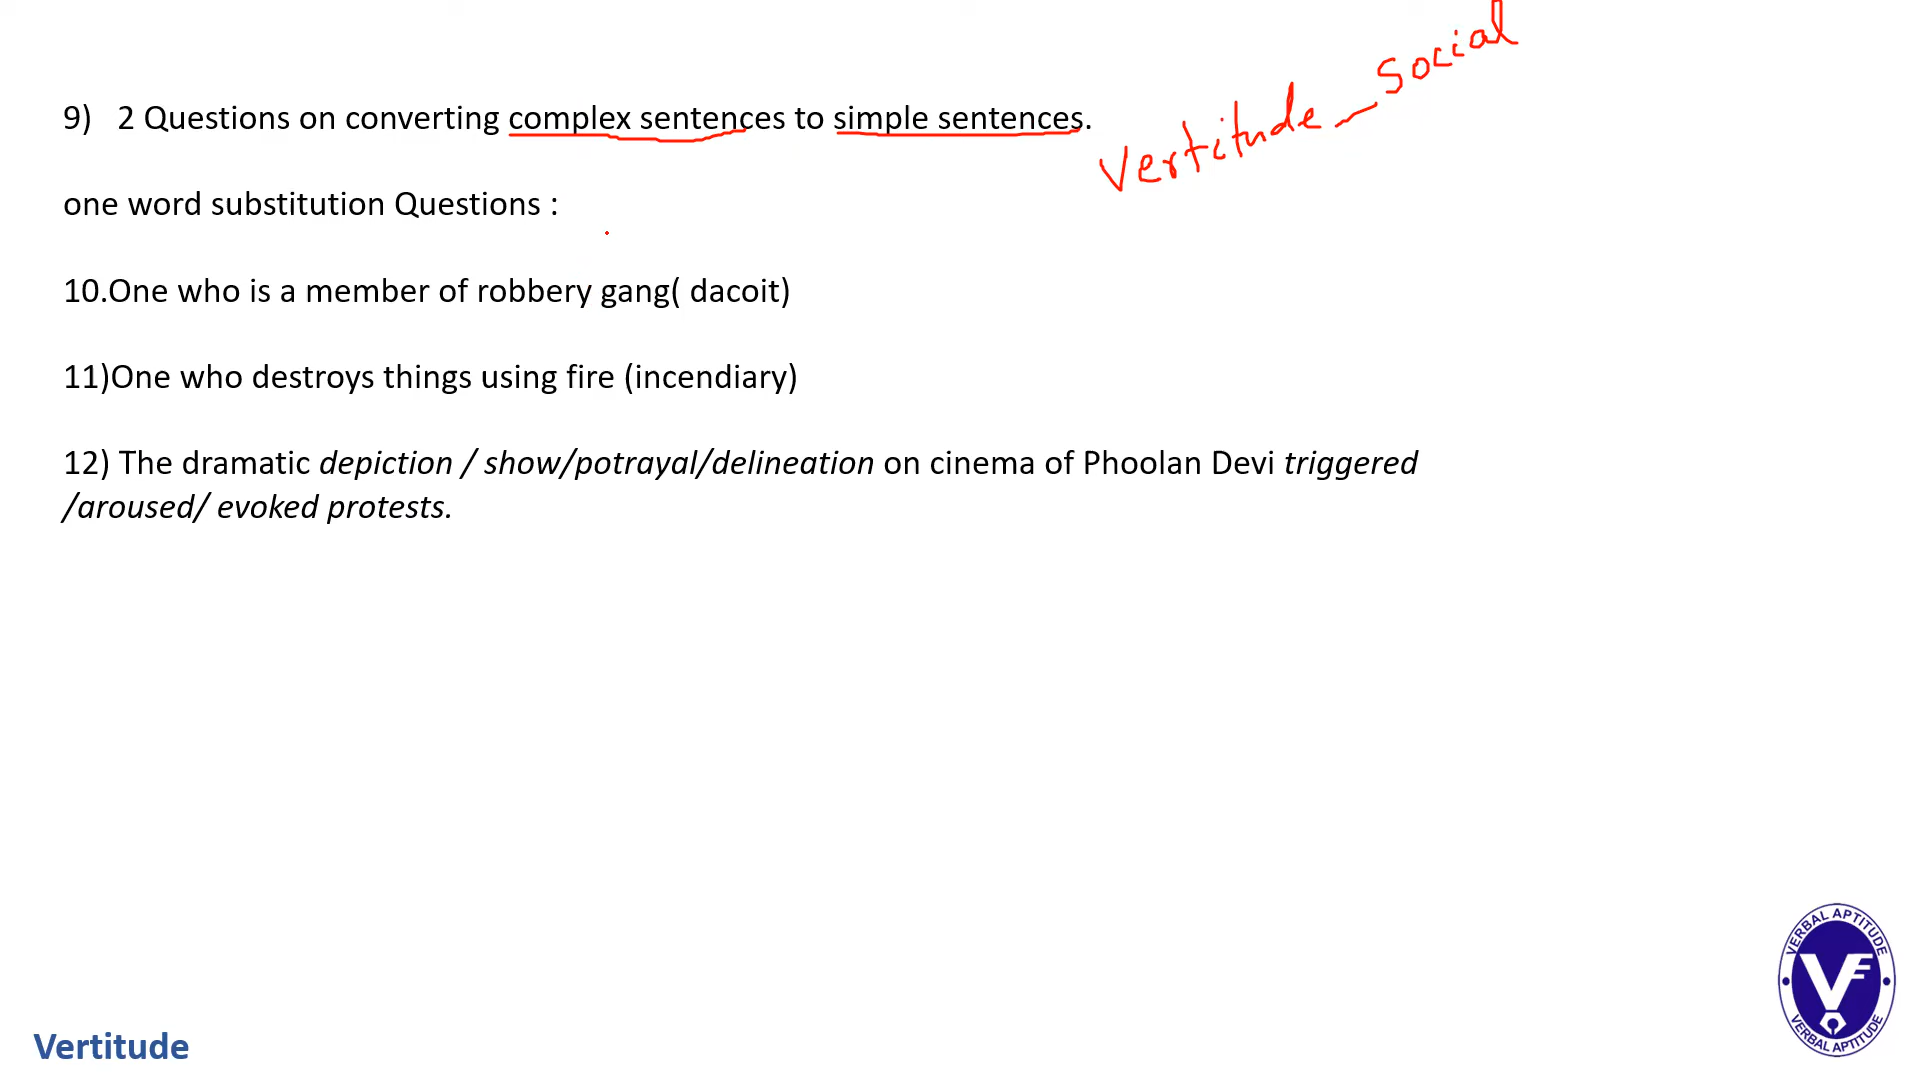 Vertitude_Social
9) 2 Questions on converting complex sentences to simple sentences.
one word substitution Questions :
10.One who is a member of robbery gang( dacoit)
11)One who destroys things using fire (incendiary)
12) The dramatic depiction / show/potrayal/delineation on cinema of Phoolan Devi triggered
/aroused/ evoked protests.
VERBAL APTITUDE
VE
VERBAL APTITUDE
Vertitude